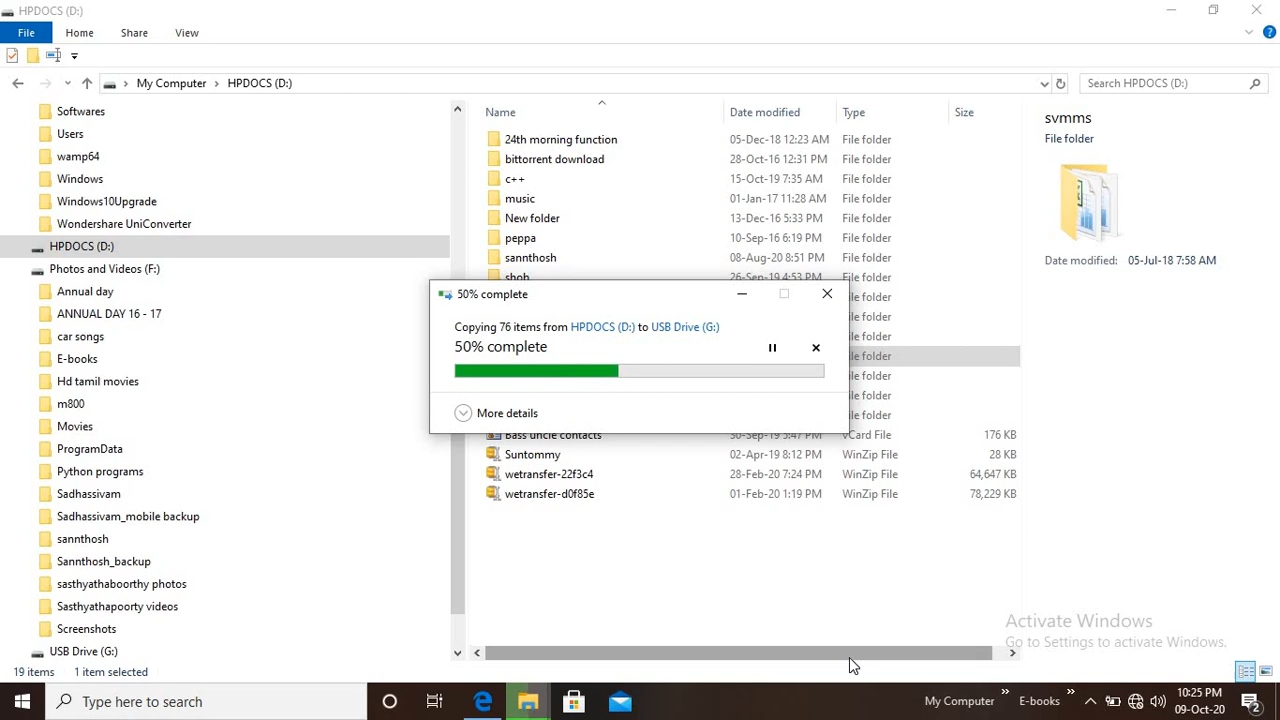 HPDOCS (D:)
File Home Share View
My Computer > HPDOCS (D:) Search HPDOCS (D:)
Softwares
Users
wamp64
Windows
Windows10Upgrade
Wondershare UniConverter
HPDOCS (D:)
Photos and Videos (F:)
Annual day
ANNUAL DAY 16 - 17
car songs
E-books
Hd tamil movies
m800
Movies
ProgramData
Python programs
Sadhassivam
Sadhassivam_mobile backup
sannthosh
Sannthosh_backup
sasthyathaboorthy photos
Sasthyathapoorty videos
Screenshots
USB Drive (G:)
Name Date modified Type Size
24th morning function 05-Dec-18 12:23 AM File folder
bittorrent download 28-Oct-16 12:31 PM File folder
c++ 15-Oct-19 7:35 AM File folder
music 01-Jan-17 11:28 AM File folder
New folder 13-Dec-16 5:33 PM File folder
peppa 10-Sep-16 6:19 PM File folder
sannthosh 08-Aug-20 8:51 PM File folder
26-Sep-19 4:53 PM File folder
File folder
File folder
File folder
File folder
File folder
Bass uncle contacts 30-Sep-19 5:47 PM vCard File 176 KB
Suntommy 02-Apr-19 8:12 PM WinZip File 28 KB
wetransfer-22f3c4 28-Feb-20 7:24 PM WinZip File 64,647 KB
wetransfer-d0f85e 01-Feb-20 1:19 PM WinZip File 78,229 KB
50% complete
Copying 76 items from HPDOCS (D:) to USB Drive (G:)
50% complete
More details
svmms
File folder
Date modified: 05-Jul-18 7:58 AM
Activate Windows
Go to Settings to activate Windows.
19 items 1 item selected
Type here to search
My Computer » E-books »
10:25 PM
09-Oct-20
2